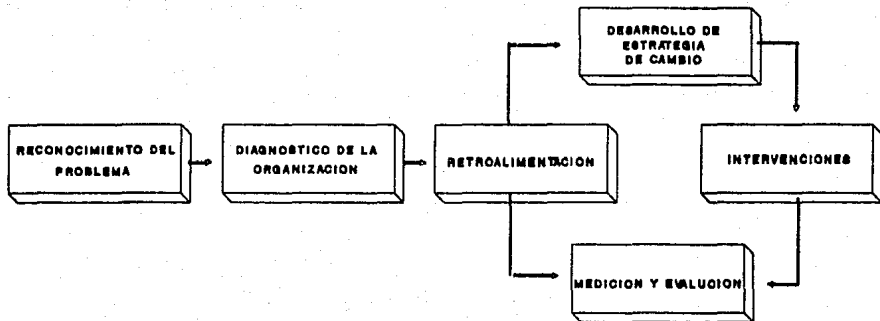 RECONOCIMIENTO DEL
PROBLEMA
DIAGNOSTICO DE LA
ORGANIZACION
RETROALIMENTACION
DESARROLLO DE
ESTRATEGIA
DE CAMBIO
INTERVENCIONES
MEDICION Y EVALUCION